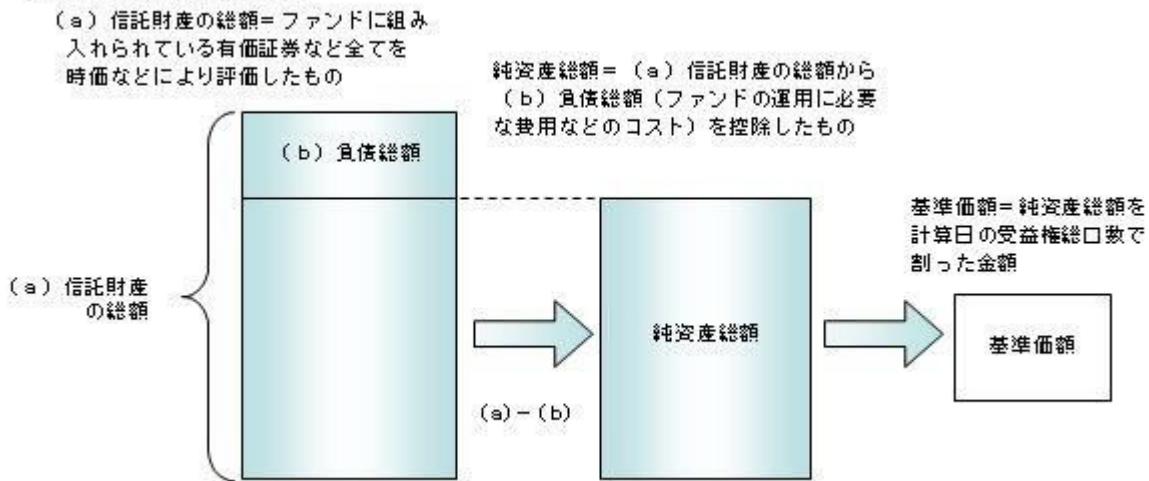 (a)信託財産の総額=ファンドに組み
入れられている有価証券など全てを
時価などにより評価したもの
純資産総額=(a)信託財産の総額から
(b)負債総額(ファンドの運用に必要
な費用などのコスト)を控除したもの
(b)負債総額
基準価額=純資産総額を
計算日の受益権総口数で
割った金額
(a)信託財産
の総額
純資産総額
基準価額
(a)-(b)